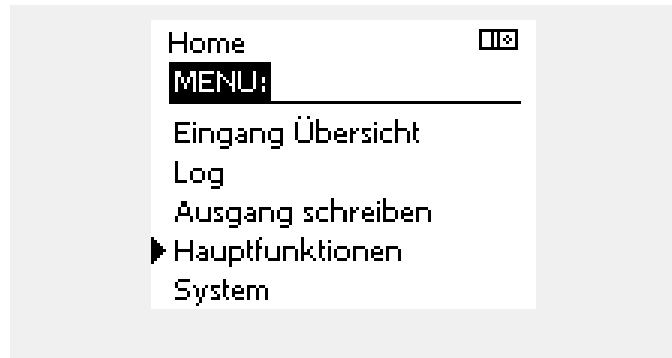 Home
MENU:
Eingang Übersicht
Log
Ausgang schreiben
Hauptfunktionen
System